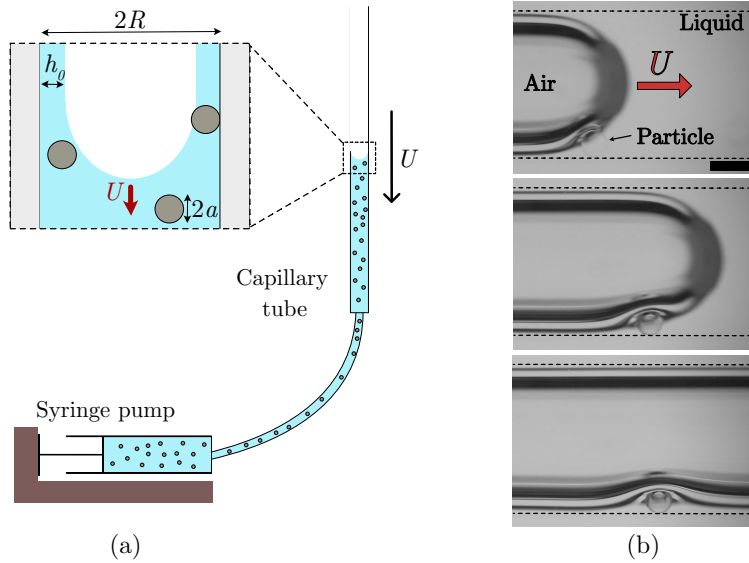 2R
h₀
U
2a
U
Capillary
tube
Syringe pump
(a)
Liquid
U
Air
Particle
(b)